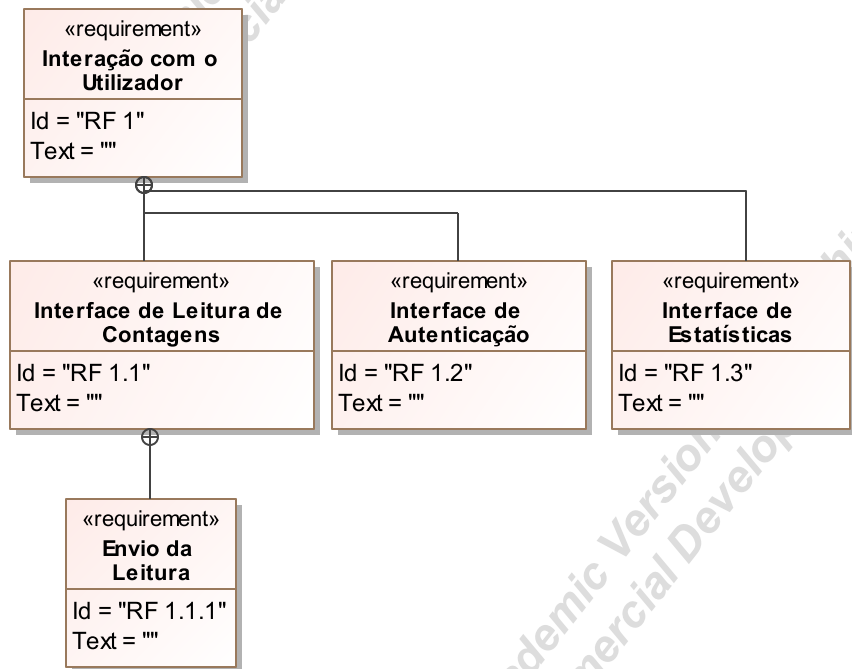 «requirement»
Interação com o
Utilizador
Id = "RF 1"
Text = ""
«requirement»
Interface de Leitura de
Contagens
Id = "RF 1.1"
Text = ""
«requirement»
Interface de
Autenticação
Id = "RF 1.2"
Text = ""
«requirement»
Interface de
Estatísticas
Id = "RF 1.3"
Text = ""
«requirement»
Envio da
Leitura
Id = "RF 1.1.1"
Text = ""
Version